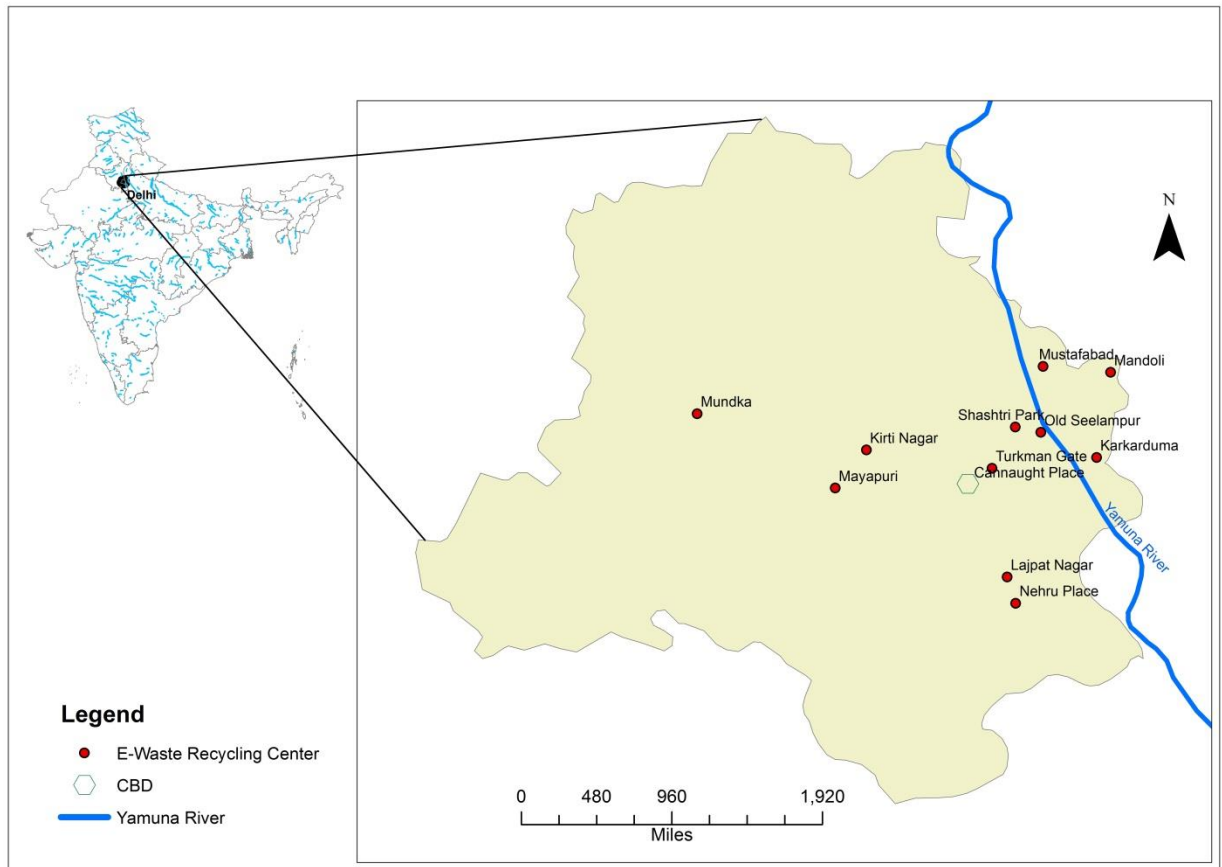 Delhi
N
Mustafabad
Mandoli
Mundka
Shashtri Park
Old Seelampur
Kirti Nagar
Turkman Gate
Karkarduma
Cannaught Place
Mayapuri
Yamuna River
Lajpat Nagar
Nehru Place
Legend
E-Waste Recycling Center
CBD
Yamuna River
0 480 960 1,920
Miles